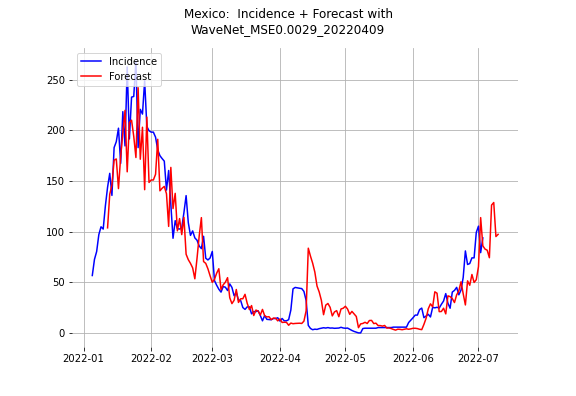 Mexico:  Incidence + Forecast with
WaveNet_MSE0.0029_20220409
Incidence
Forecast
250
200
150
100
50
0
2022-01 2022-02 2022-03 2022-04 2022-05 2022-06 2022-07